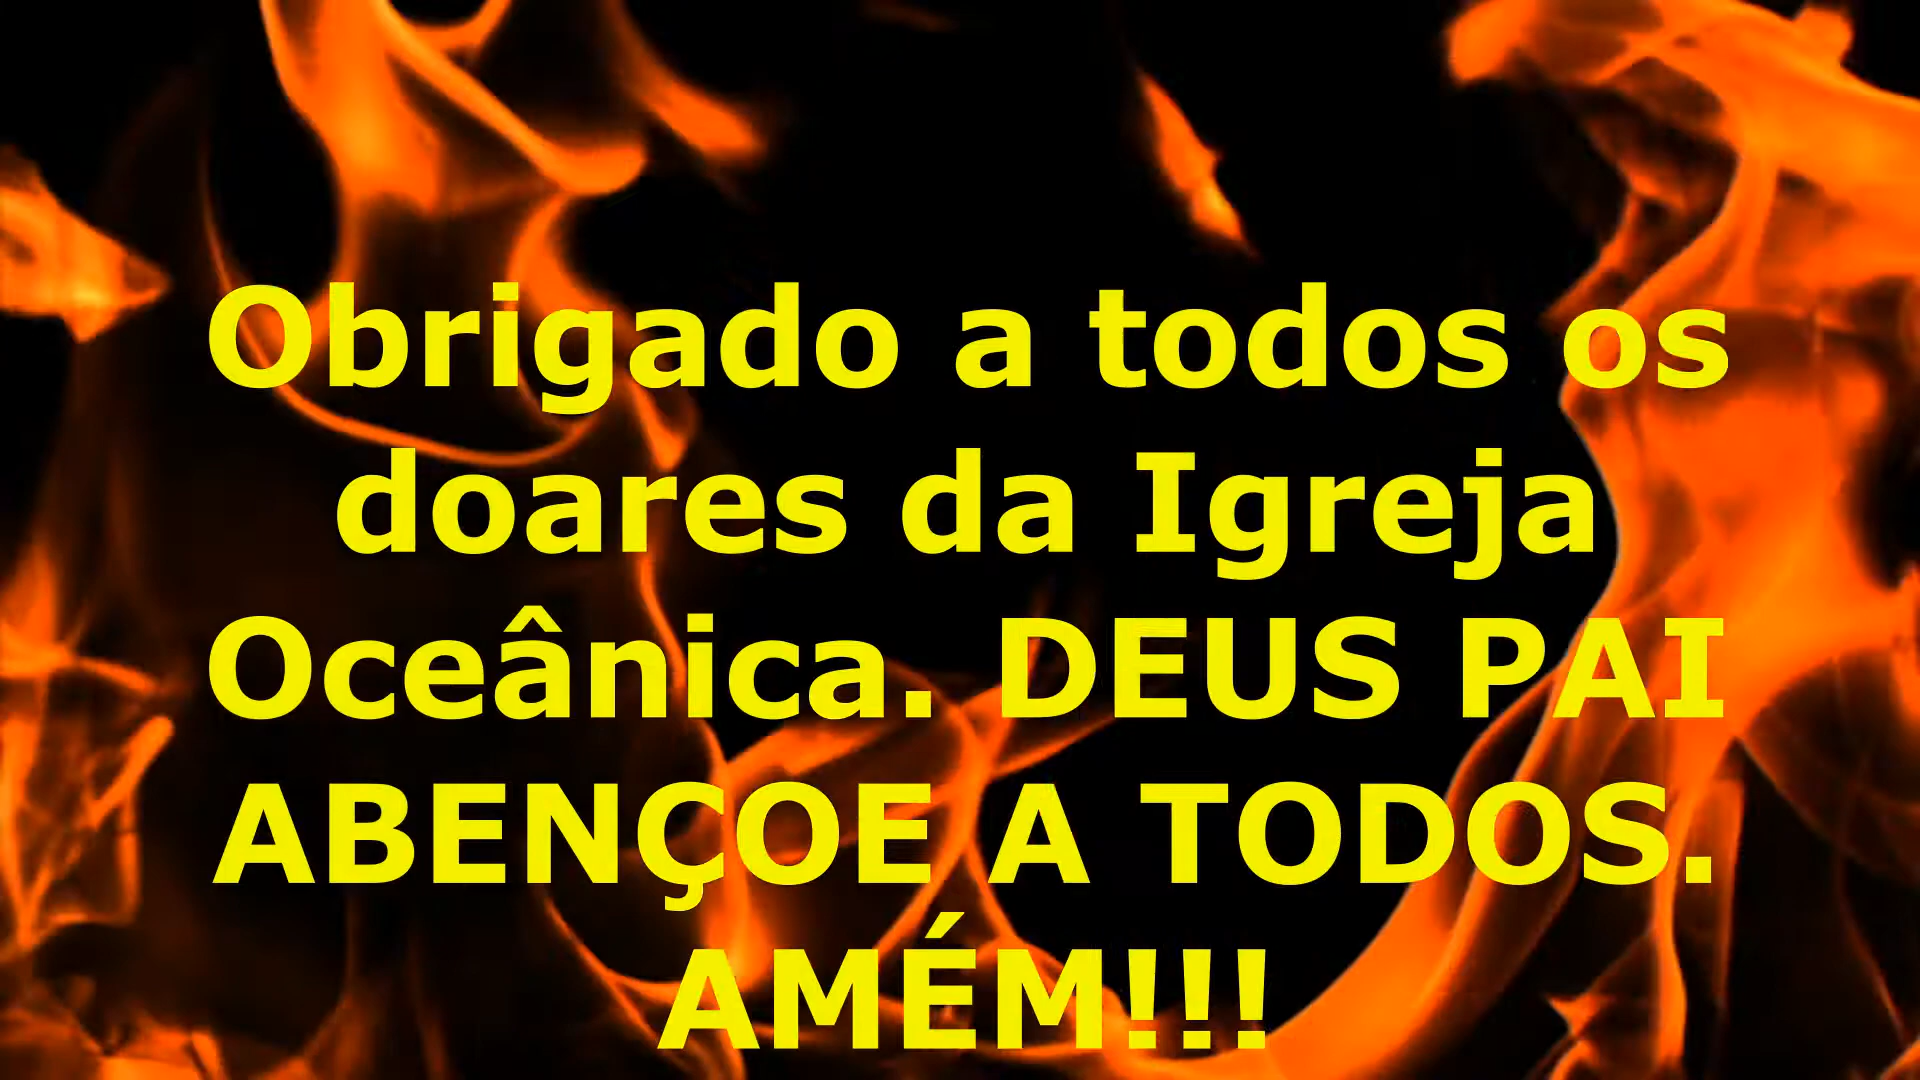 Obrigado a todos os
doares da Igreja
Oceânica. DEUS PAI
ABENÇOE A TODOS.
AMÉM!!!